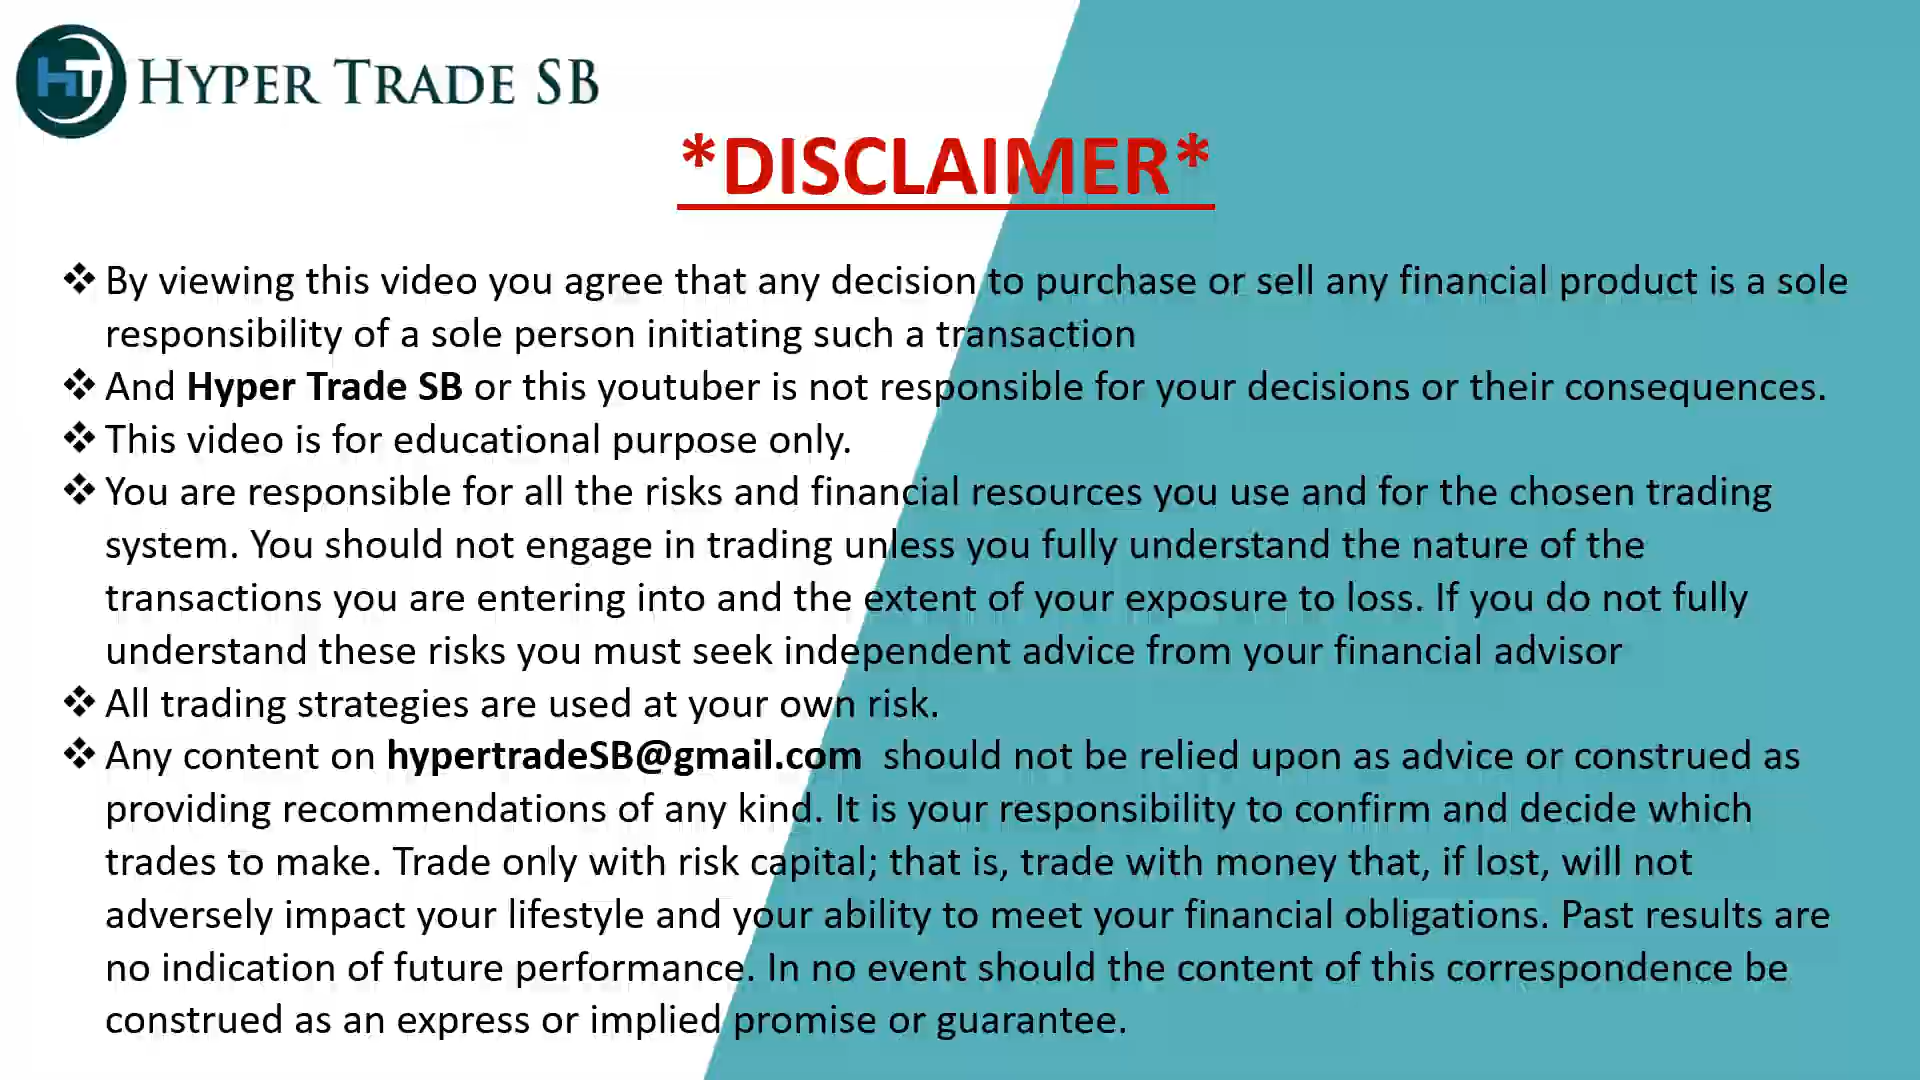 HT HYPER TRADE SB
*DISCLAIMER*
❖ By viewing this video you agree that any decision to purchase or sell any financial product is a sole
responsibility of a sole person initiating such a transaction
❖ And Hyper Trade SB or this youtuber is not responsible for your decisions or their consequences.
❖ This video is for educational purpose only.
❖ You are responsible for all the risks and financial resources you use and for the chosen trading
system. You should not engage in trading unless you fully understand the nature of the
transactions you are entering into and the extent of your exposure to loss. If you do not fully
understand these risks you must seek independent advice from your financial advisor
❖ All trading strategies are used at your own risk.
❖ Any content on hypertradeSB@gmail.com should not be relied upon as advice or construed as
providing recommendations of any kind. It is your responsibility to confirm and decide which
trades to make. Trade only with risk capital; that is, trade with money that, if lost, will not
adversely impact your lifestyle and your ability to meet your financial obligations. Past results are
no indication of future performance. In no event should the content of this correspondence be
construed as an express or implied promise or guarantee.